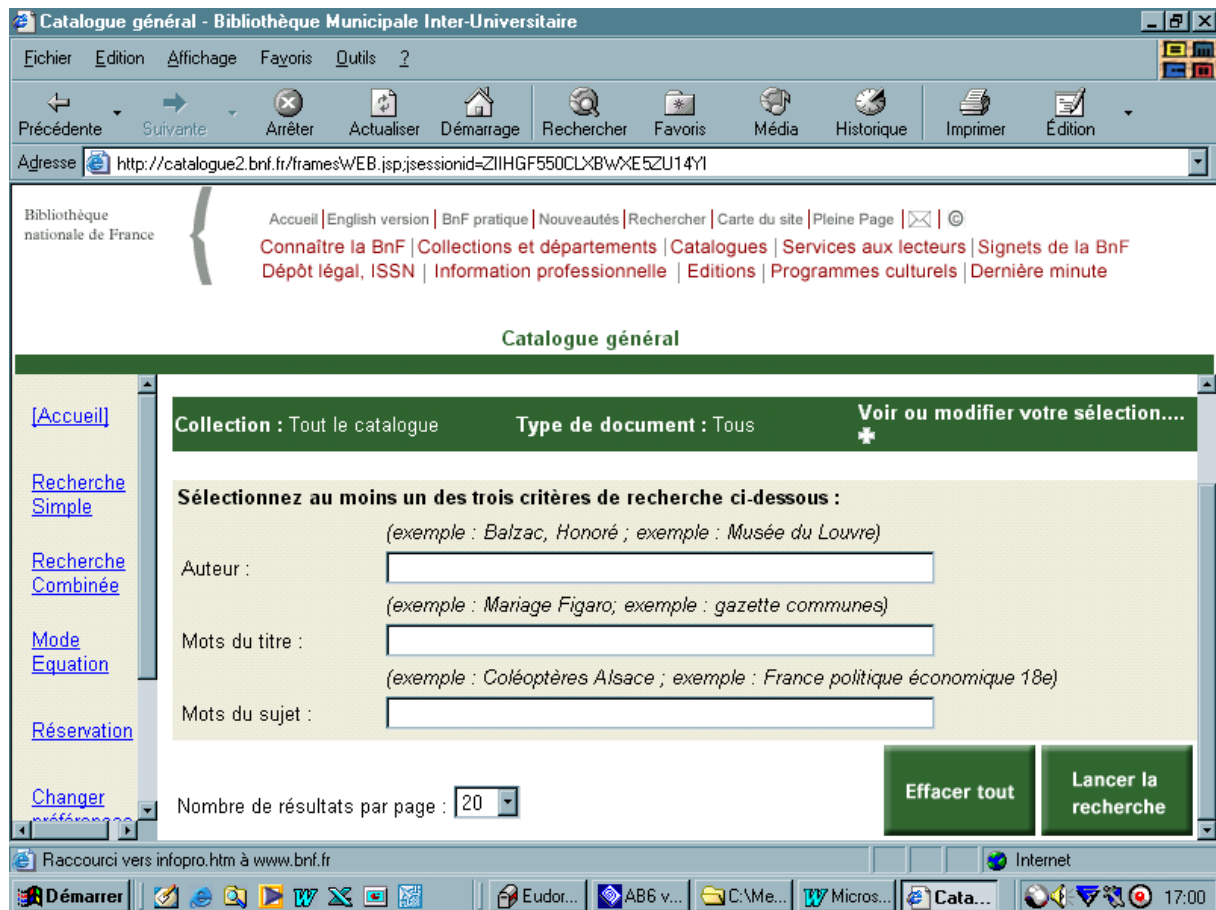 Catalogue général - Bibliothèque Municipale Inter-Universitaire
Fichier Edition Affichage Favoris Outils ?
Précédente Suivante Arrêter Actualiser Démarrage Rechercher Favoris Média Historique Imprimer Édition
Adresse http://catalogue2.bnf.fr/framesWEB.jsp;jsessionid=ZIIHGF550CLXBWXE5ZU14YI
Bibliothèque
nationale de France
Accueil | English version | BnF pratique | Nouveautés | Rechercher | Carte du site | Pleine Page | ©
Connaître la BnF | Collections et départements | Catalogues | Services aux lecteurs | Signets de la BnF
Dépôt légal, ISSN | Information professionnelle | Editions | Programmes culturels | Dernière minute
Catalogue général
[Accueil]
Recherche
Simple
Recherche
Combinée
Mode
Equation
Réservation
Changer
préférences
Collection : Tout le catalogue Type de document : Tous Voir ou modifier votre sélection....
Sélectionnez au moins un des trois critères de recherche ci-dessous :
(exemple : Balzac, Honoré ; exemple : Musée du Louvre)
Auteur :
(exemple : Mariage Figaro; exemple : gazette communes)
Mots du titre :
(exemple : Coléoptères Alsace ; exemple : France politique économique 18e)
Mots du sujet :
Nombre de résultats par page : 20
Effacer tout
Lancer la
recherche
Raccourci vers infopro.htm à www.bnf.fr Internet
Démarrer Eudor... AB6 v... C:\Me... Micros... Cata... 17:00